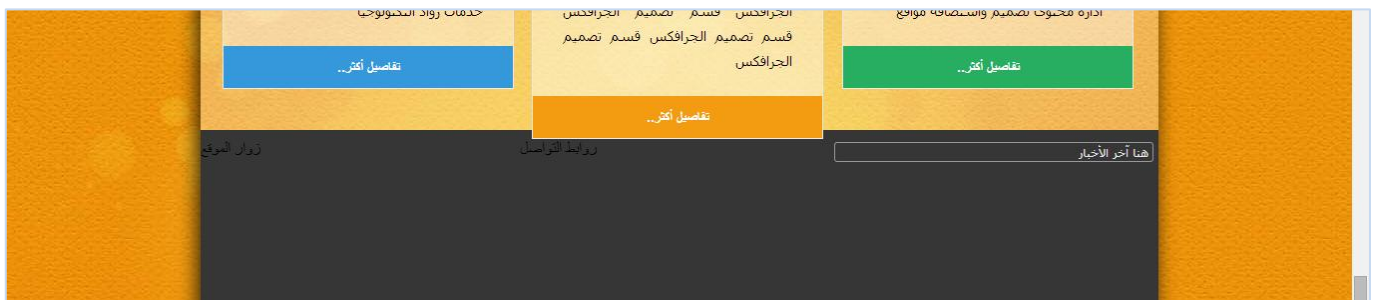 ادارة محتوى تصميم واستضافة مواقع
تفاصيل أكثر..
الجرافكس قسم تصميم الجرافكس
قسم تصميم الجرافكس قسم تصميم
الجرافكس
تفاصيل أكثر..
خدمات رواد التكنولوجيا
تفاصيل أكثر..
هنا آخر الأخبار
روابط التواصل
زوار الموقع